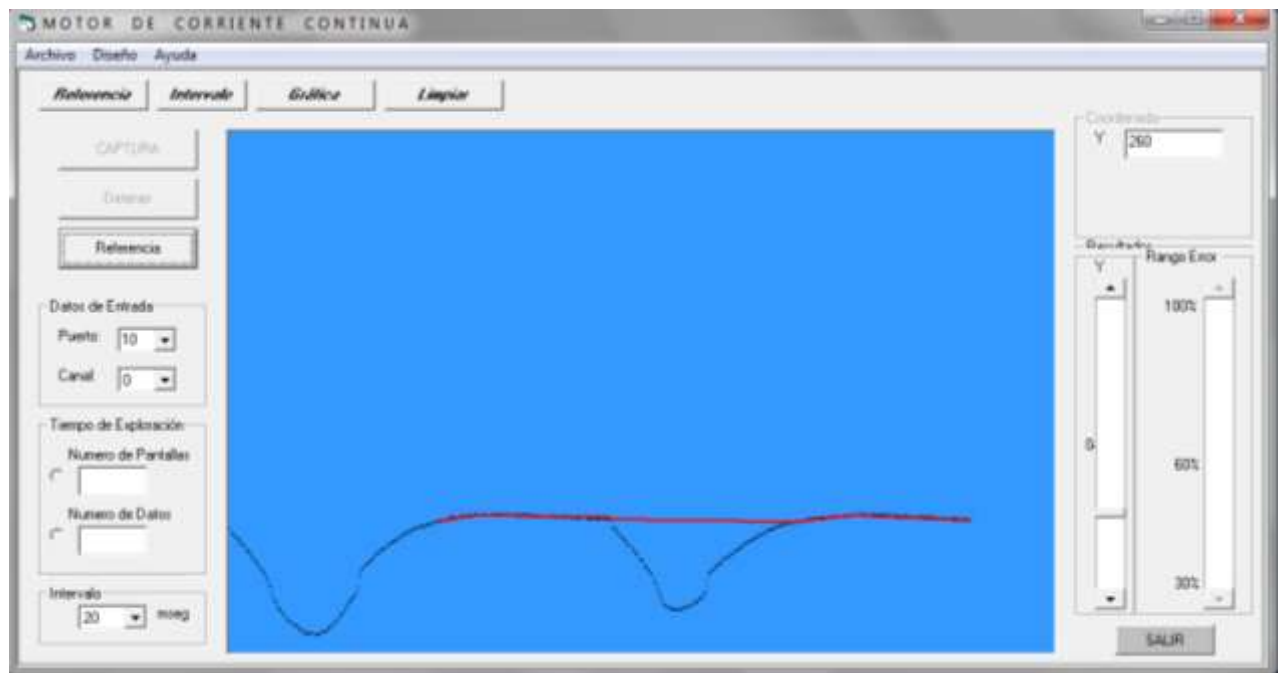 MOTOR DE CORRIENTE CONTINUA
Archivo Diseño Ayuda
Referencia Intervalo Gráfica Limpiar
CAPTURA
Detener
Referencia
Datos de Entrada
Puerto: 10
Canal: 0
Tiempo de Exploración
Numero de Pantallas
Numero de Datos
Intervalo
20 mseg
Coordenada
Y 260
Resultados
Y
0
Rango Error
100%
60%
30%
SALIR